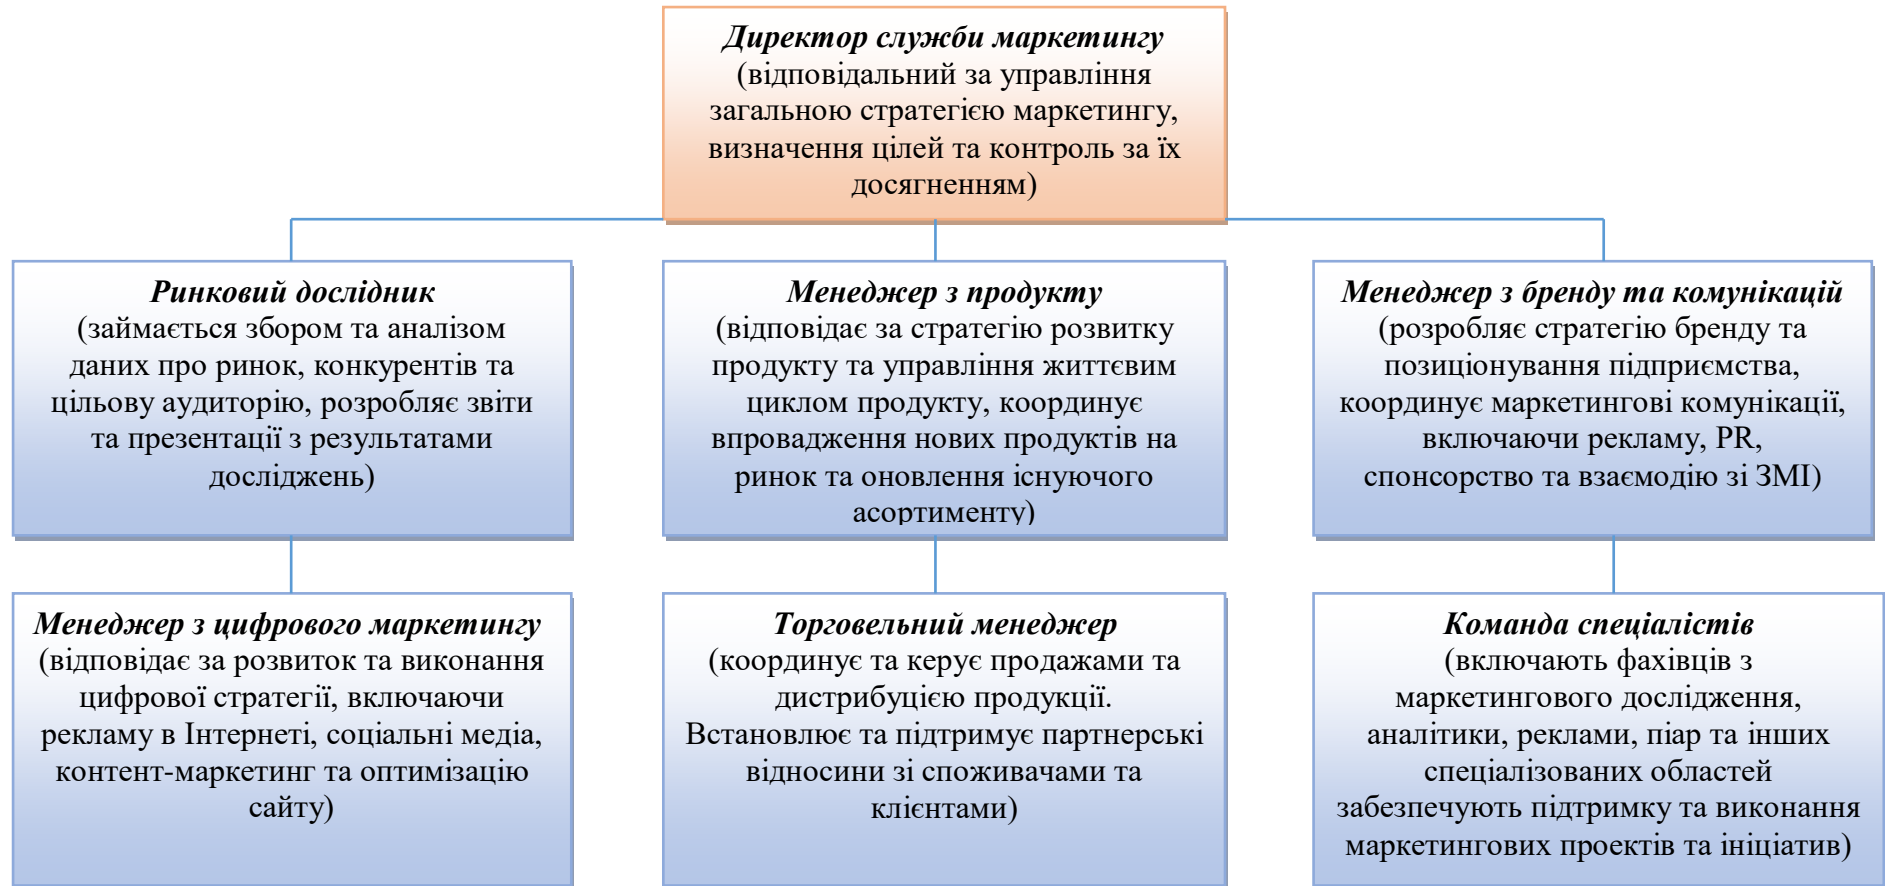 Директор служби маркетингу
(відповідальний за управління
загальною стратегією маркетингу,
визначення цілей та контроль за їх
досягненням)
Ринковий дослідник
(займається збором та аналізом
даних про ринок, конкурентів та
цільову аудиторію, розробляє звіти
та презентації з результатами
досліджень)
Менеджер з продукту
(відповідає за стратегію розвитку
продукту та управління життєвим
циклом продукту, координує
впровадження нових продуктів на
ринок та оновлення існуючого
асортименту)
Менеджер з бренду та комунікацій
(розробляє стратегію бренду та
позиціонування підприємства,
координує маркетингові комунікації,
включаючи рекламу, PR,
спонсорство та взаємодію зі ЗМІ)
Менеджер з цифрового маркетингу
(відповідає за розвиток та виконання
цифрової стратегії, включаючи
рекламу в Інтернеті, соціальні медіа,
контент-маркетинг та оптимізацію
сайту)
Торговельний менеджер
(координує та керує продажами та
дистрибуцією продукції.
Встановлює та підтримує партнерські
відносини зі споживачами та
клієнтами)
Команда спеціалістів
(включають фахівців з
маркетингового дослідження,
аналітики, реклами, піар та інших
спеціалізованих областей
забезпечують підтримку та виконання
маркетингових проектів та ініціатив)